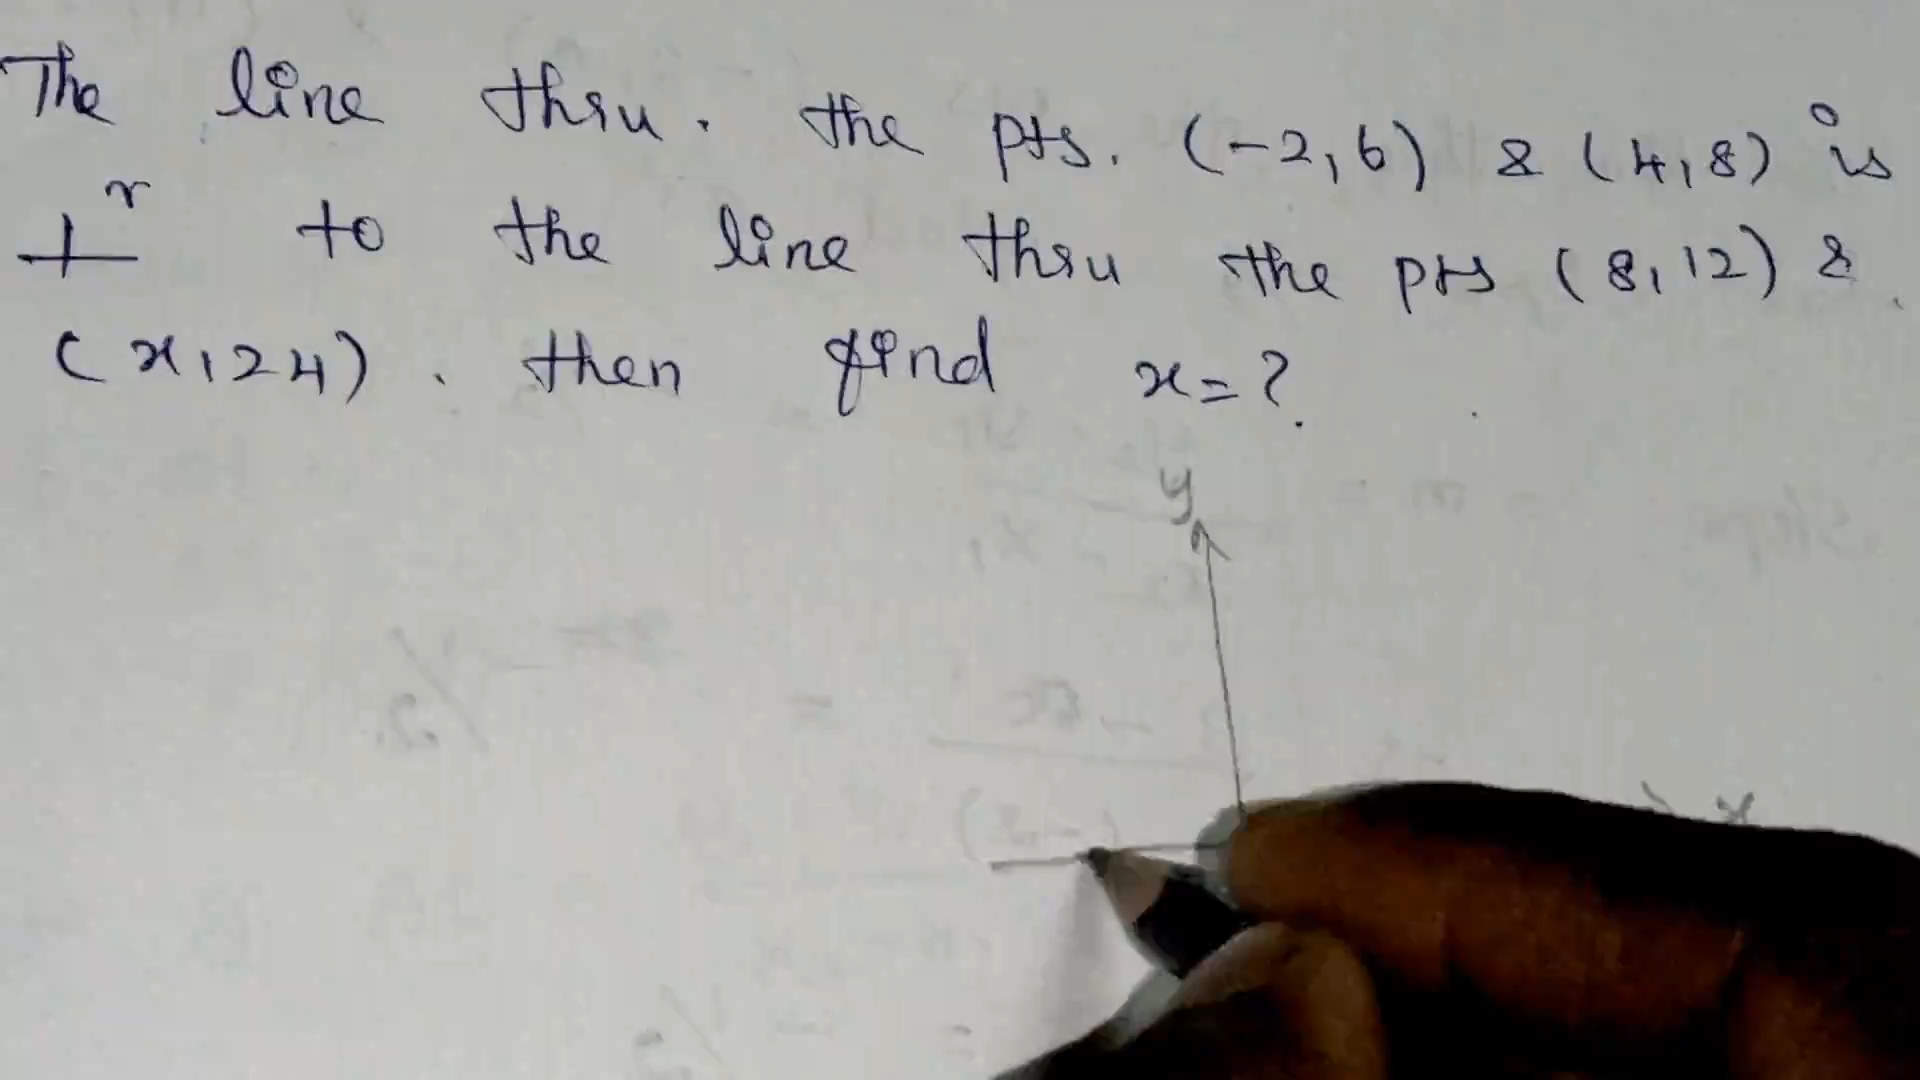 The line thru. the pts. (-2,6) & (4,8) is
⊥r to the line thru the pts (8,12) &
(x,24). then find x=?
y
x